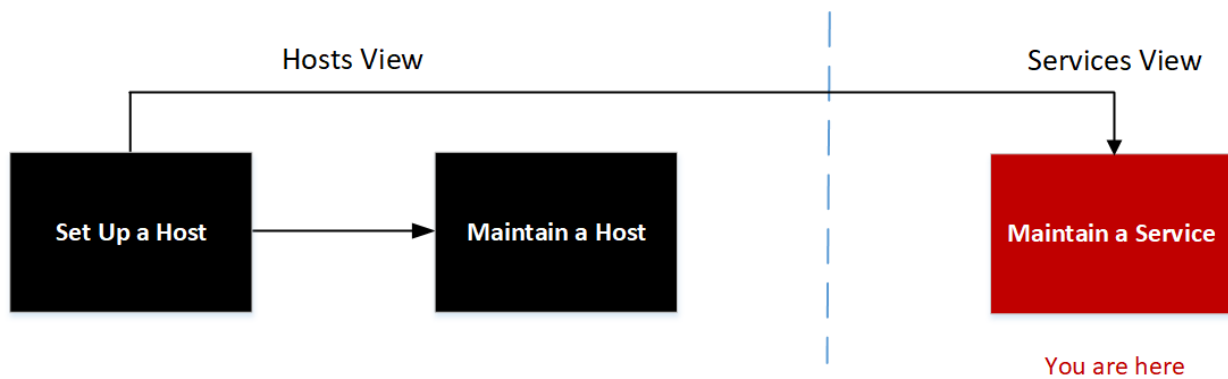 Hosts View
Services View
Set Up a Host
Maintain a Host
Maintain a Service
You are here